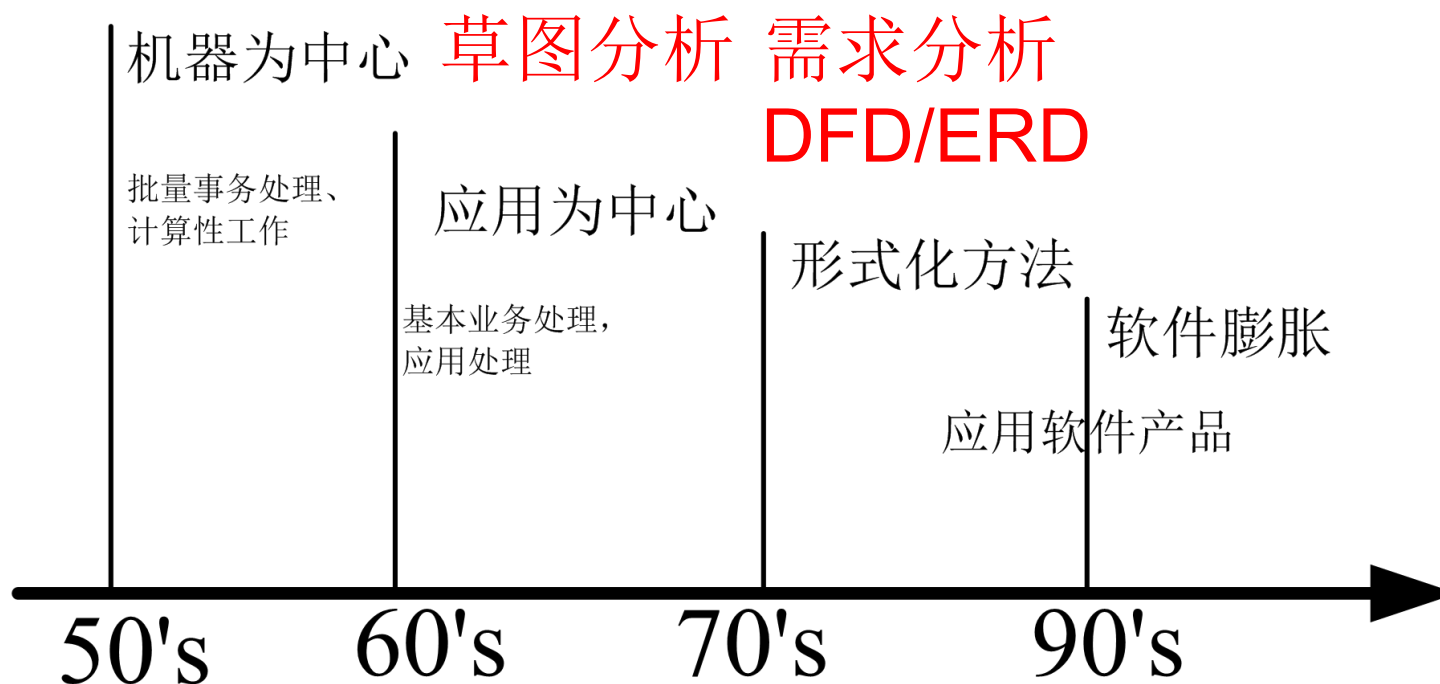 机器为中心
草图分析
需求分析
DFD/ERD
批量事务处理、
计算性工作
应用为中心
基本业务处理，
应用处理
形式化方法
软件膨胀
应用软件产品
50's
60's
70's
90's